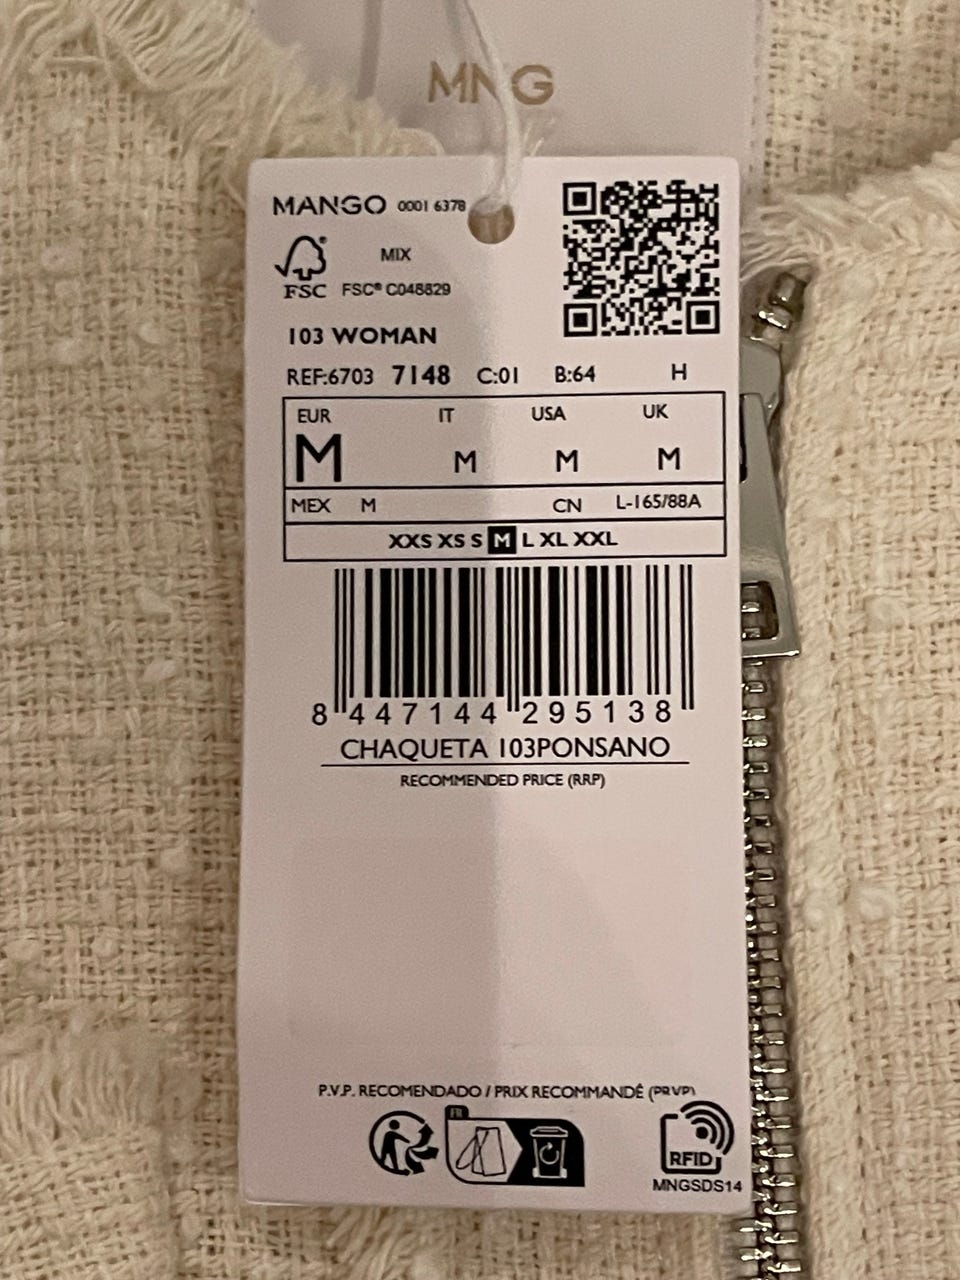 MNG
MANGO 0001 6378
MIX
FSC FSC® C048829
103 WOMAN
REF:6703 7148 C:01 B:64 H
EUR IT USA UK
M M M M
MEX M CN L-165/88A
XXS XS S M L XL XXL
8 447144 295138
CHAQUETA 103PONSANO
RECOMMENDED PRICE (RRP)
P.V.P. RECOMENDADO / PRIX RECOMMANDÉ (PRVP)
FR
RFID
MNGSDS14